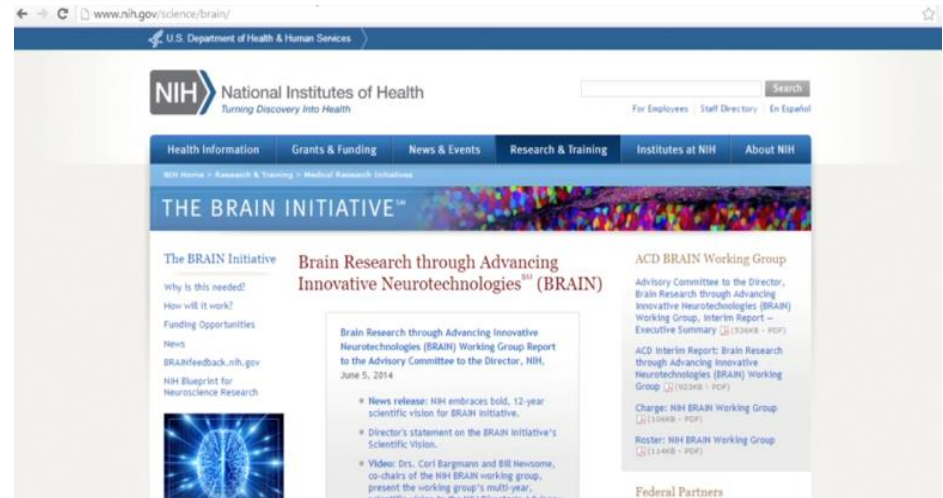 www.nih.gov/science/brain/
U.S. Department of Health & Human Services
NIH
National Institutes of Health
Turning Discovery Into Health
Search
For Employees Staff Directory En Español
Health Information Grants & Funding News & Events Research & Training Institutes at NIH About NIH
NIH Home > Research & Training > Medical Research Initiatives
THE BRAIN INITIATIVE℠
The BRAIN Initiative
Why is this needed?
How will it work?
Funding Opportunities
News
BRAINfeedback.nih.gov
NIH Blueprint for
Neuroscience Research
Brain Research through Advancing
Innovative Neurotechnologies℠ (BRAIN)
Brain Research through Advancing Innovative
Neurotechnologies (BRAIN) Working Group Report
to the Advisory Committee to the Director, NIH,
June 5, 2014
News release: NIH embraces bold, 12-year
scientific vision for BRAIN Initiative.
Director's statement on the BRAIN Initiative's
Scientific Vision.
Video: Drs. Cori Bargmann and Bill Newsome,
co-chairs of the NIH BRAIN working group,
present the working group's multi-year,
ACD BRAIN Working Group
Advisory Committee to the Director,
Brain Research through Advancing
Innovative Neurotechnologies (BRAIN)
Working Group, Interim Report —
Executive Summary (536KB - PDF)
ACD Interim Report: Brain Research
through Advancing Innovative
Neurotechnologies (BRAIN) Working
Group (923KB - PDF)
Charge: NIH BRAIN Working Group
(106KB - PDF)
Roster: NIH BRAIN Working Group
(114KB - PDF)
Federal Partners